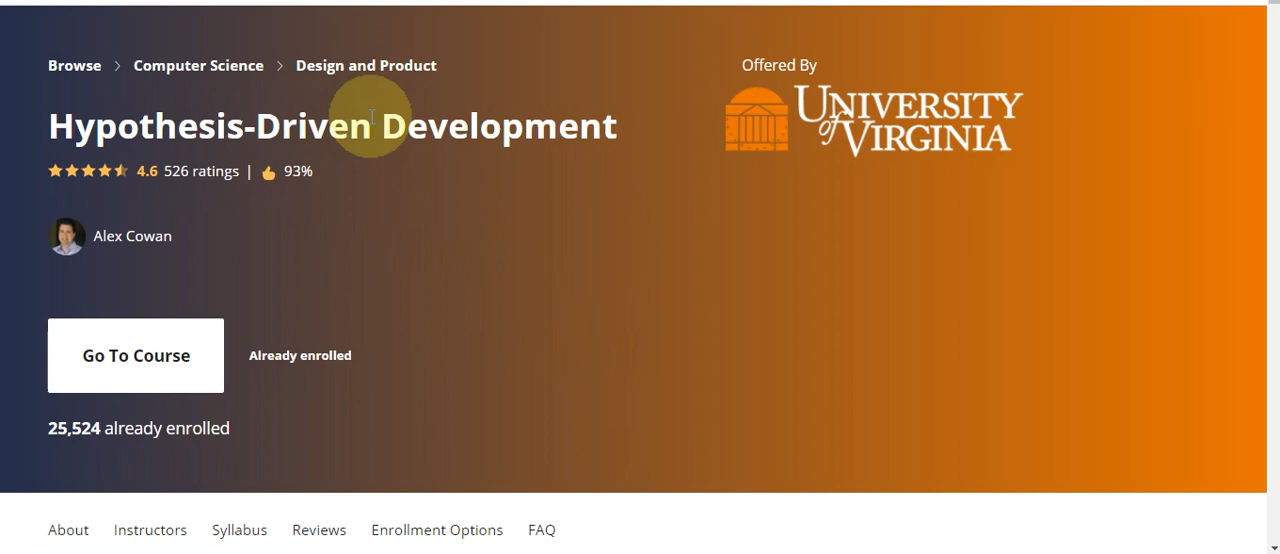 Browse > Computer Science > Design and Product
Hypothesis-Driven Development
4.6 526 ratings | 93%
Alex Cowan
Go To Course
Already enrolled
25,524 already enrolled
Offered By
UNIVERSITY
of VIRGINIA
About Instructors Syllabus Reviews Enrollment Options FAQ